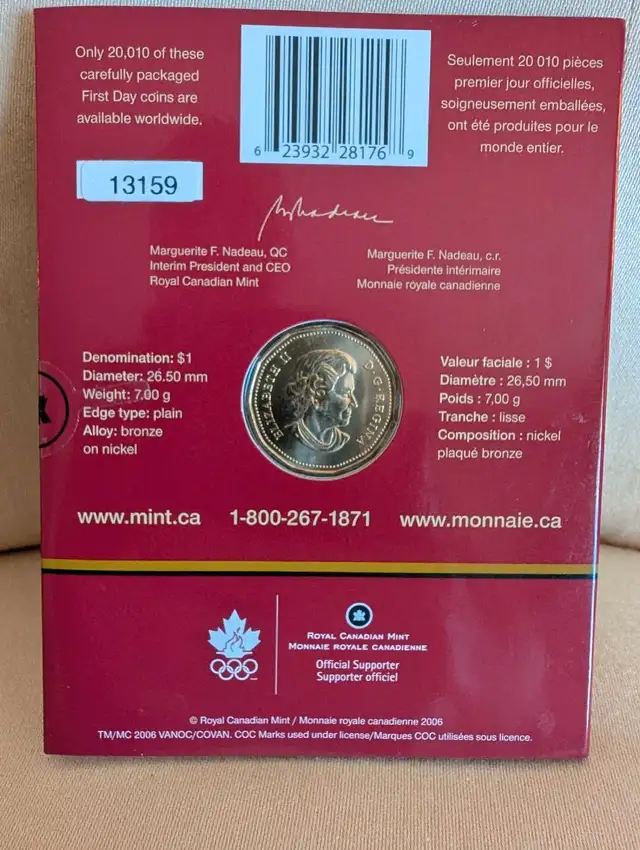 Only 20,010 of these
carefully packaged
First Day coins are
available worldwide.
6 23932 28176 9
Seulement 20 010 pièces
premier jour officielles,
soigneusement emballées,
ont été produites pour le
monde entier.
13159
Marguerite F. Nadeau, QC
Interim President and CEO
Royal Canadian Mint
Marguerite F. Nadeau, c.r.
Présidente intérimaire
Monnaie royale canadienne
Denomination: $1
Diameter: 26.50 mm
Weight: 7.00 g
Edge type: plain
Alloy: bronze
on nickel
ELIZABETH II
D·G·REGINA
Valeur faciale : 1 $
Diamètre : 26,50 mm
Poids : 7,00 g
Tranche : lisse
Composition : nickel
plaqué bronze
www.mint.ca 1-800-267-1871 www.monnaie.ca
Royal Canadian Mint
Monnaie royale canadienne
Official Supporter
Supporter officiel
© Royal Canadian Mint / Monnaie royale canadienne 2006
TM/MC 2006 VANOC/COVAN. COC Marks used under license/Marques COC utilisées sous licence.